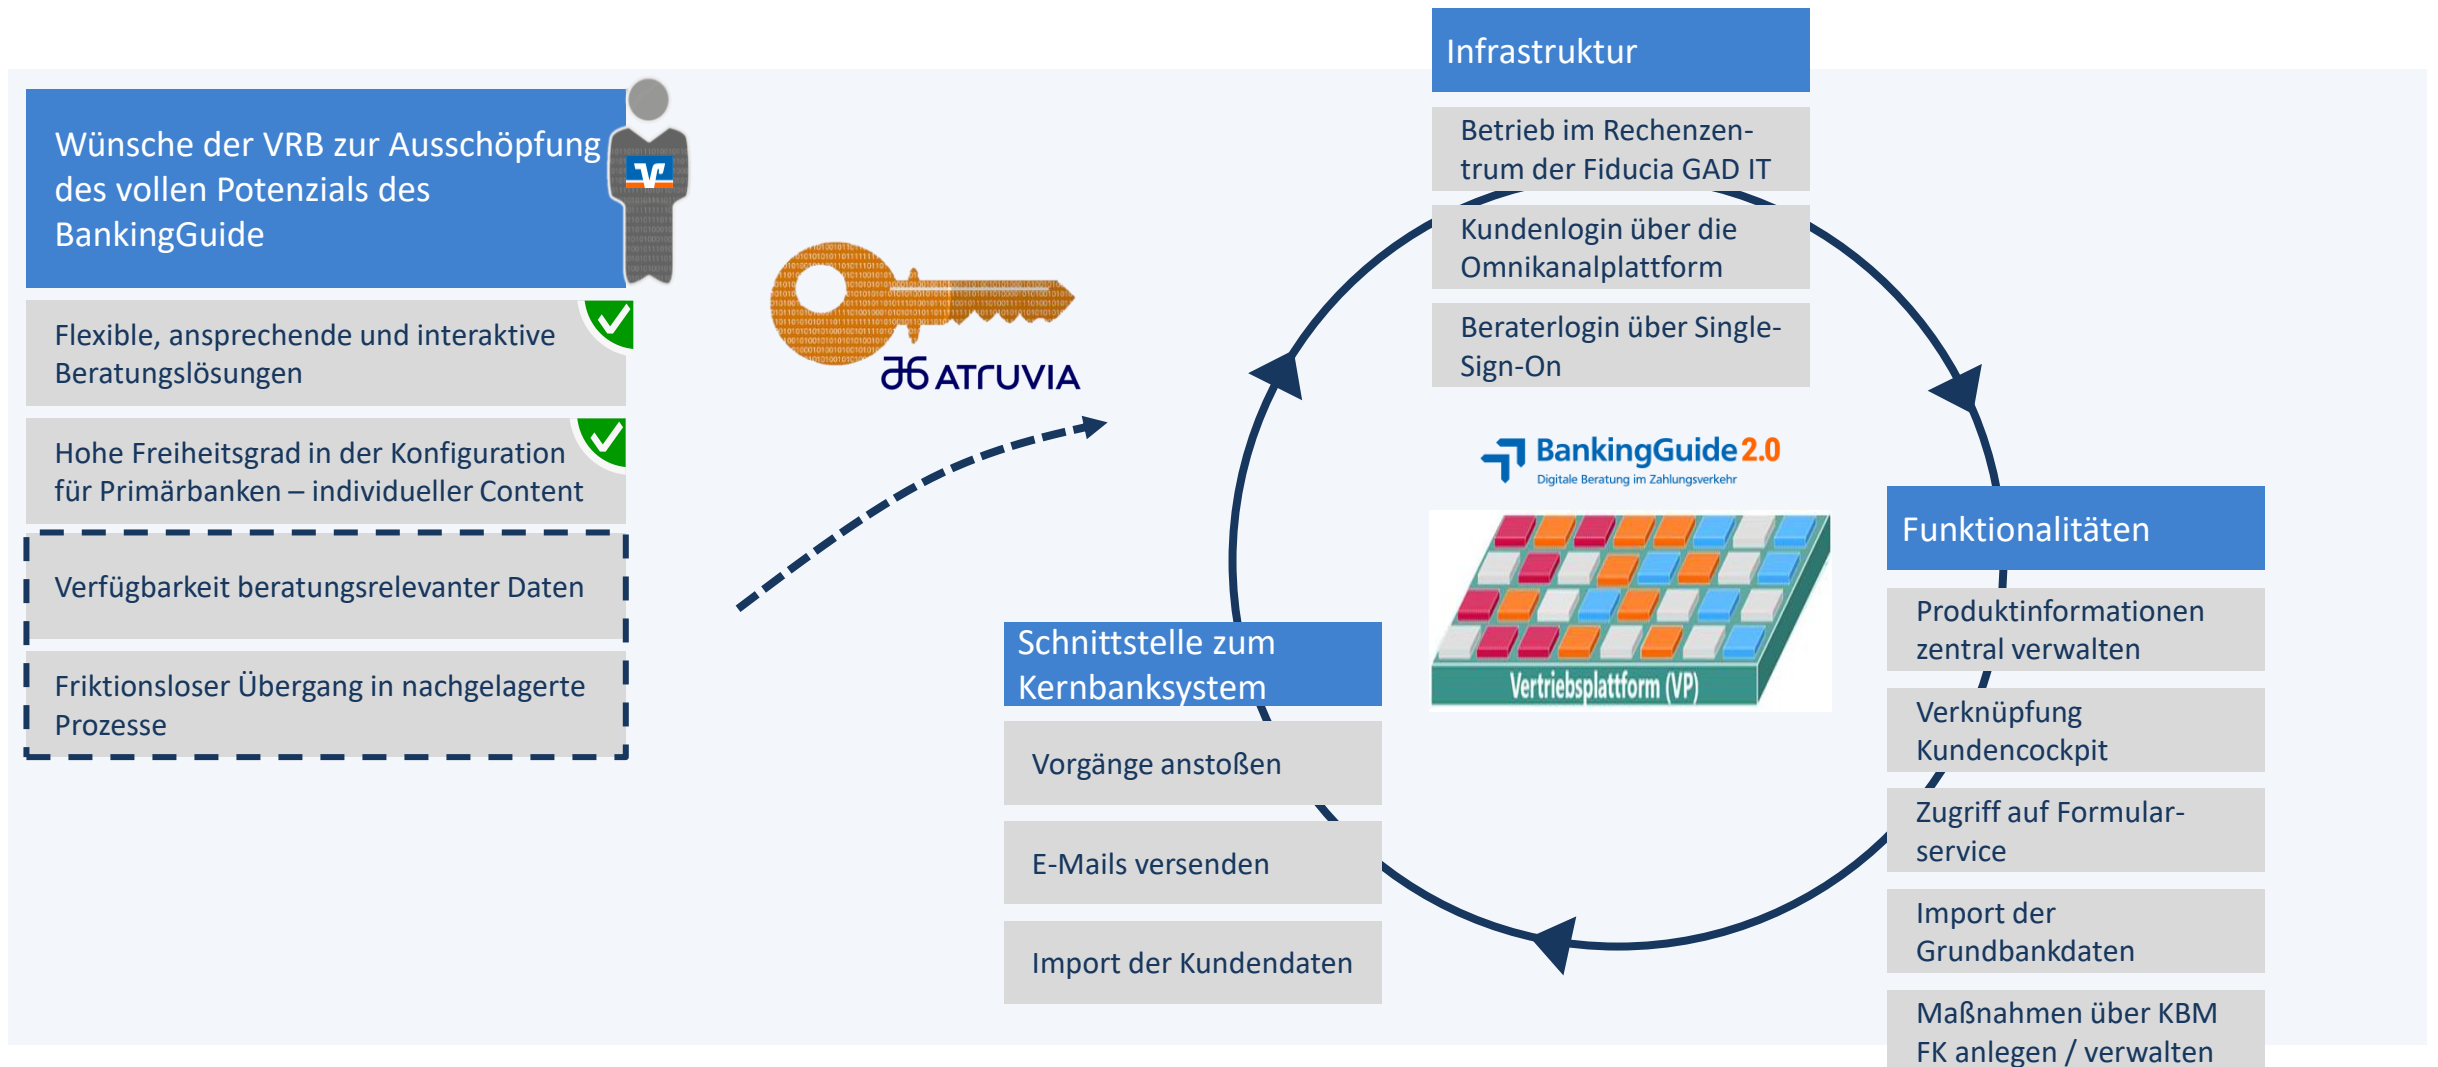 Wünsche der VRB zur Ausschöpfung
des vollen Potenzials des
BankingGuide
Flexible, ansprechende und interaktive
Beratungslösungen
Hohe Freiheitsgrad in der Konfiguration
für Primärbanken – individueller Content
Verfügbarkeit beratungsrelevanter Daten
Friktionsloser Übergang in nachgelagerte
Prozesse
ATRUVIA
Infrastruktur
Betrieb im Rechenzen-
trum der Fiducia GAD IT
Kundenlogin über die
Omnikanalplattform
Beraterlogin über Single-
Sign-On
BankingGuide 2.0
Digitale Beratung im Zahlungsverkehr
Vertriebsplattform (VP)
Funktionalitäten
Produktinformationen
zentral verwalten
Verknüpfung
Kundencockpit
Zugriff auf Formular-
service
Import der
Grundbankdaten
Maßnahmen über KBM
FK anlegen / verwalten
Schnittstelle zum
Kernbanksystem
Vorgänge anstoßen
E-Mails versenden
Import der Kundendaten